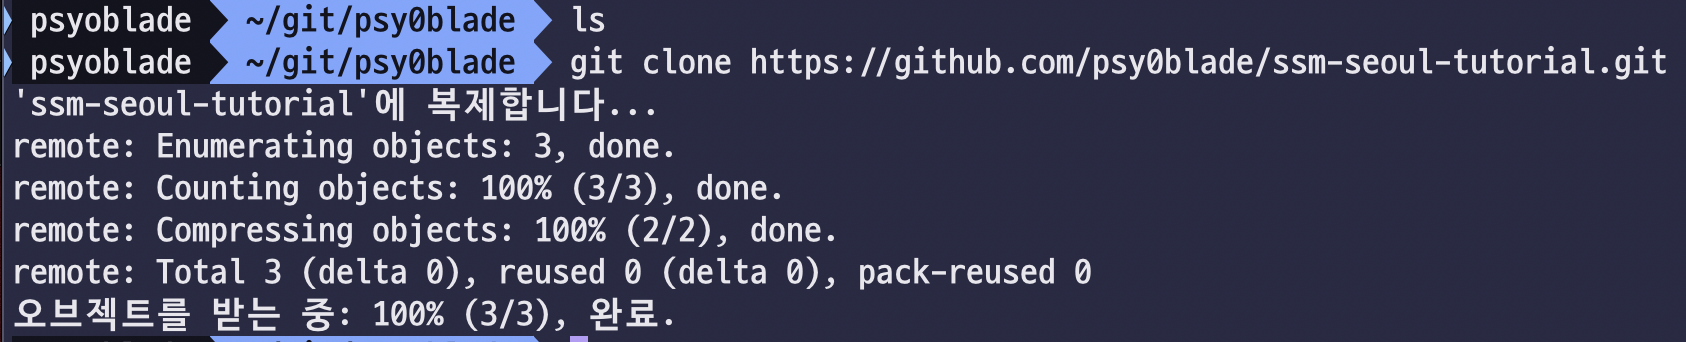 psyoblade ~/git/psy0blade ls
psyoblade ~/git/psy0blade git clone https://github.com/psy0blade/ssm-seoul-tutorial.git
'ssm-seoul-tutorial'에 복제합니다...
remote: Enumerating objects: 3, done.
remote: Counting objects: 100% (3/3), done.
remote: Compressing objects: 100% (2/2), done.
remote: Total 3 (delta 0), reused 0 (delta 0), pack-reused 0
오브젝트를 받는 중: 100% (3/3), 완료.